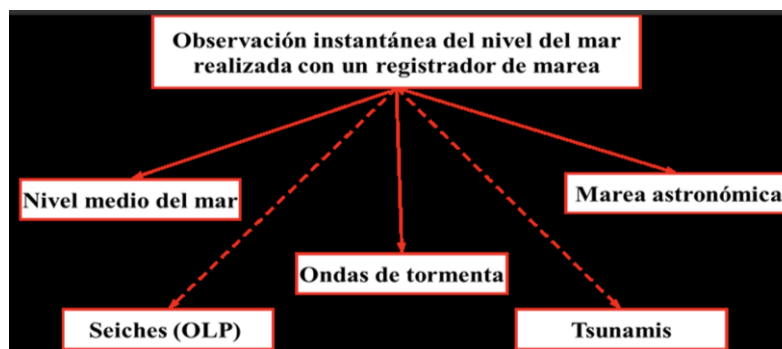 Observación instantánea del nivel del mar
realizada con un registrador de marea
Nivel medio del mar
Marea astronómica
Ondas de tormenta
Seiches (OLP)
Tsunamis